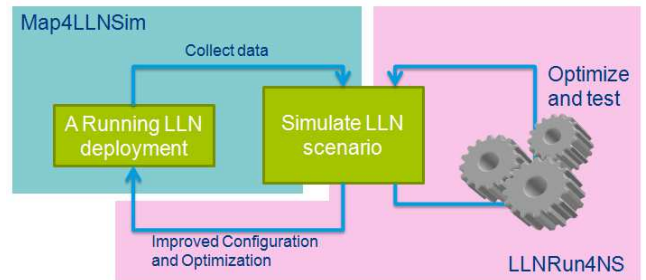 Map4LLNSim
Collect data
Optimize
and test
A Running LLN
deployment
Simulate LLN
scenario
Improved Configuration
and Optimization
LLNRun4NS